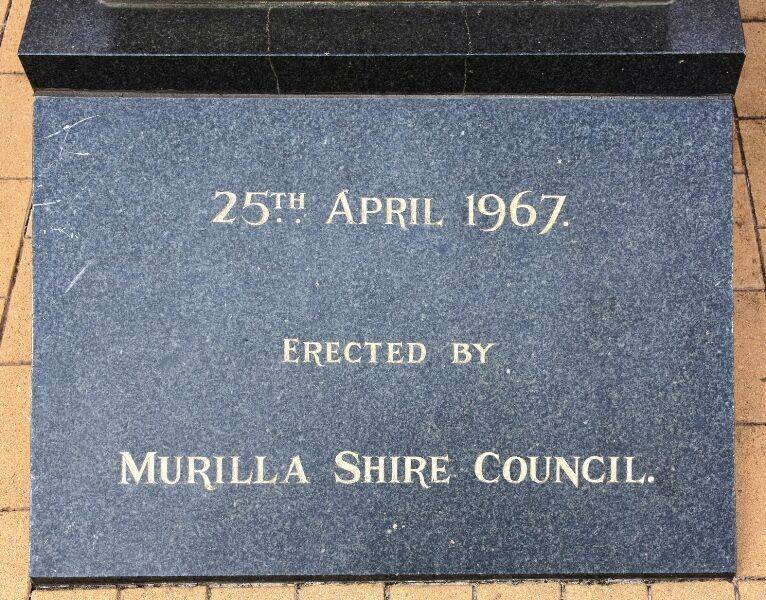 25TH APRIL 1967.
ERECTED BY
MURILLA SHIRE COUNCIL.